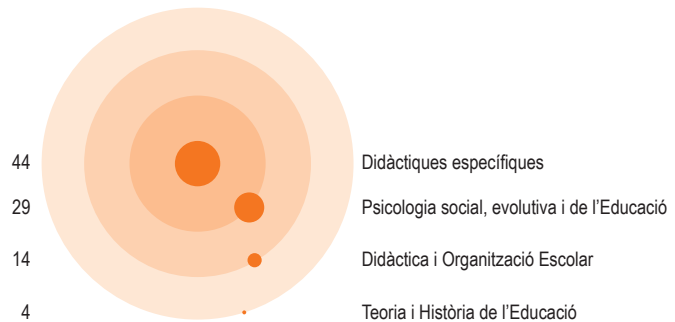 44 Didàctiques específiques
29 Psicologia social, evolutiva i de l’Educació
14 Didàctica i Organització Escolar
4 Teoria i Història de l’Educació